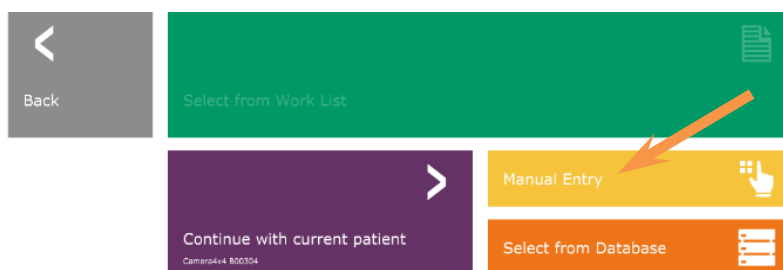 Back
Select from Work List
Manual Entry
Continue with current patient
Camera4x4 B00304
Select from Database